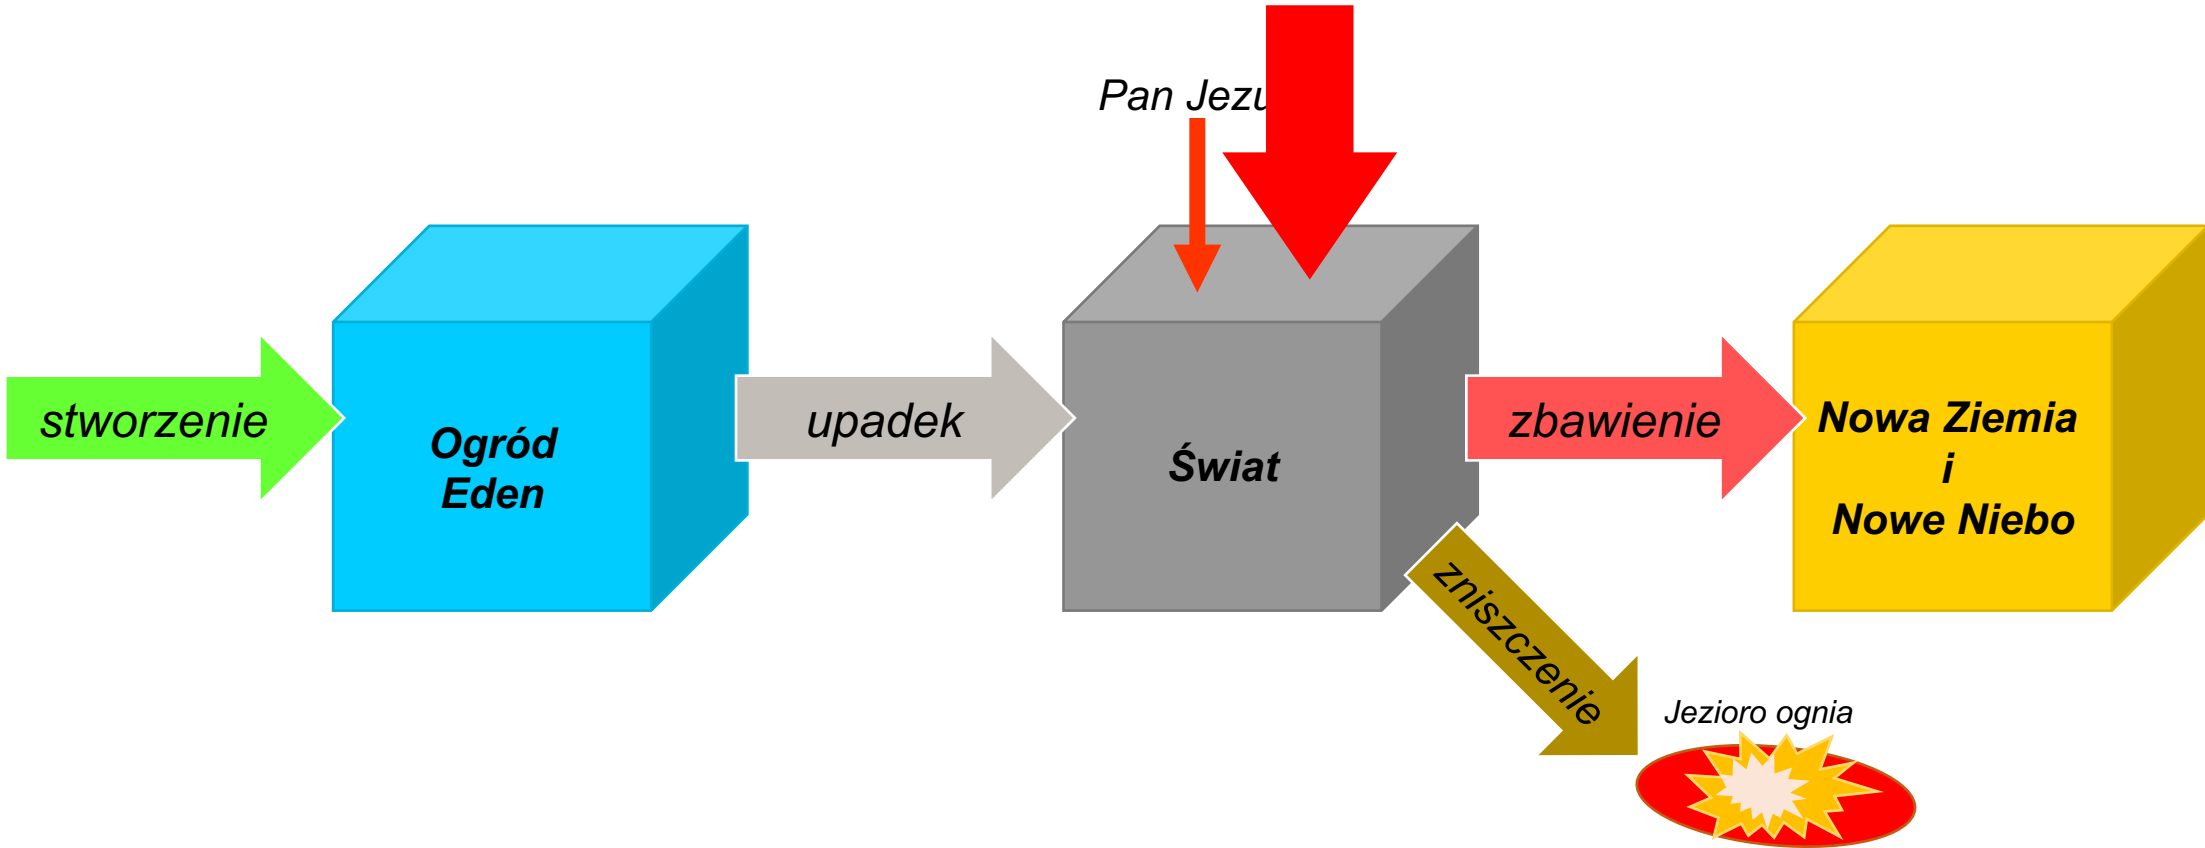 Pan Jezu
stworzenie
Ogród
Eden
upadek
Świat
zbawienie
Nowa Ziemia
i
Nowe Niebo
zniszczenie
Jezioro ognia